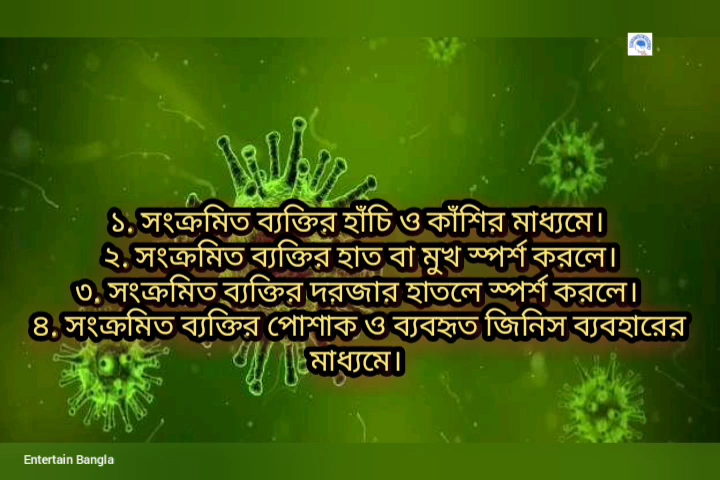 ১. সংক্রমিত ব্যক্তির হাঁচি ও কাঁশির মাধ্যমে।
২. সংক্রমিত ব্যক্তির হাত বা মুখ স্পর্শ করলে।
৩. সংক্রমিত ব্যক্তির দরজার হাতলে স্পর্শ করলে।
৪. সংক্রমিত ব্যক্তির পোশাক ও ব্যবহৃত জিনিস ব্যবহারের
মাধ্যমে।
Entertain Bangla